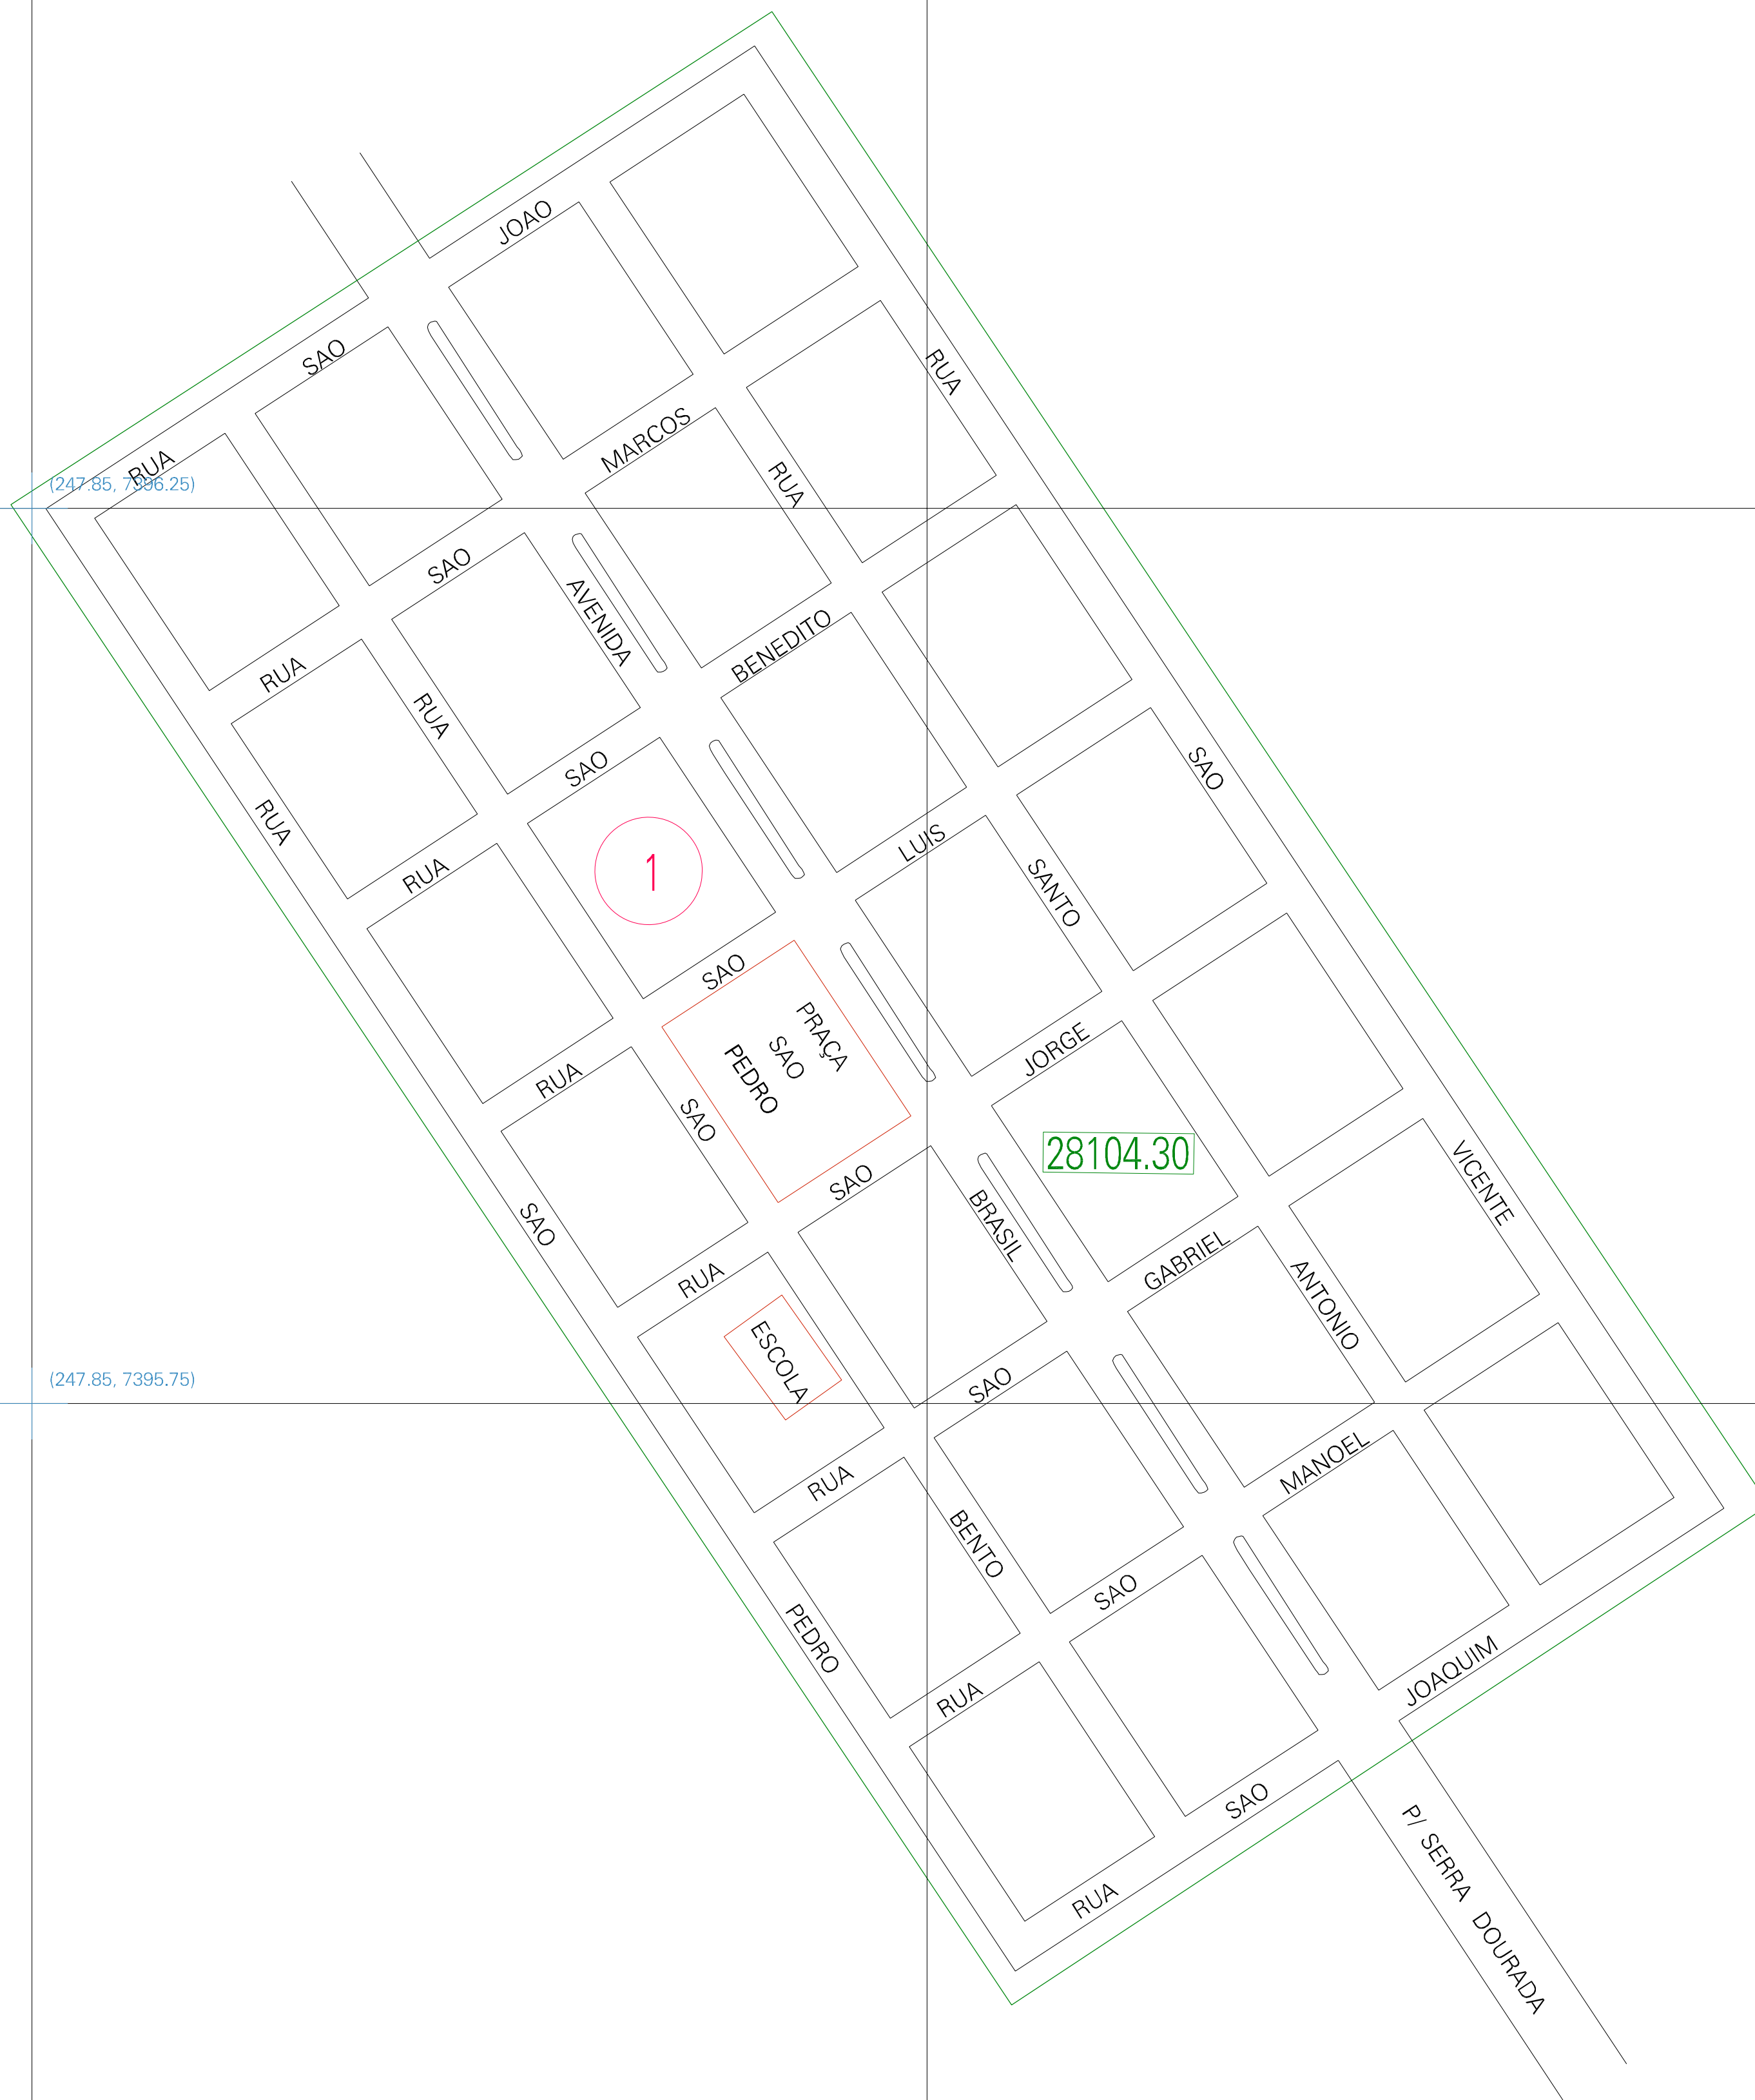 RUA SAO JOAO
(247.85, 7396.25)
RUA SAO MARCOS
RUA SAO BENEDITO
RUA SAO LUIS
RUA SAO JORGE
RUA SAO GABRIEL
RUA SAO MANOEL
RUA SAO JOAQUIM
RUA SAO PEDRO
RUA SAO BENTO
AVENIDA BRASIL
RUA SANTO ANTONIO
RUA SAO VICENTE
1
PRAÇA
SAO
PEDRO
28104.30
ESCOLA
(247.85, 7395.75)
RUA SAO
P/ SERRA DOURADA